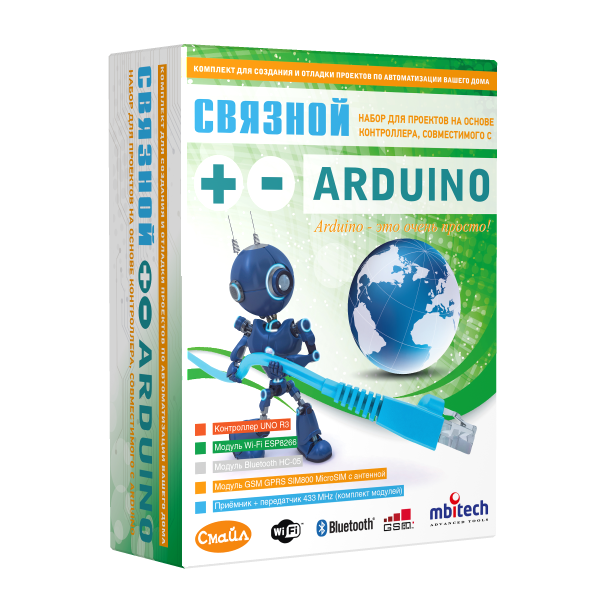 КОМПЛЕКТ ДЛЯ СОЗДАНИЯ И ОТЛАДКИ ПРОЕКТОВ ПО АВТОМАТИЗАЦИИ ВАШЕГО ДОМА
СВЯЗНОЙ
НАБОР ДЛЯ ПРОЕКТОВ НА ОСНОВЕ
КОНТРОЛЛЕРА, СОВМЕСТИМОГО С
+ - ARDUINO
Arduino - это очень просто!
Контроллер UNO R3
Модуль Wi-Fi ESP8266
Модуль Bluetooth HC-05
Модуль GSM GPRS SIM800 MicroSIM с антенной
Приёмник + передатчик 433 MHz (комплект модулей)
Смайл
Wi Fi
Bluetooth
GSM
mbitech
ADVANCED TOOLS
КОМПЛЕКТ ДЛЯ СОЗДАНИЯ И ОТЛАДКИ ПРОЕКТОВ ПО АВТОМАТИЗАЦИИ ВАШЕГО ДОМА
СВЯЗНОЙ + - ARDUINO
НАБОР ДЛЯ ПРОЕКТОВ НА ОСНОВЕ КОНТРОЛЛЕРА, СОВМЕСТИМОГО С